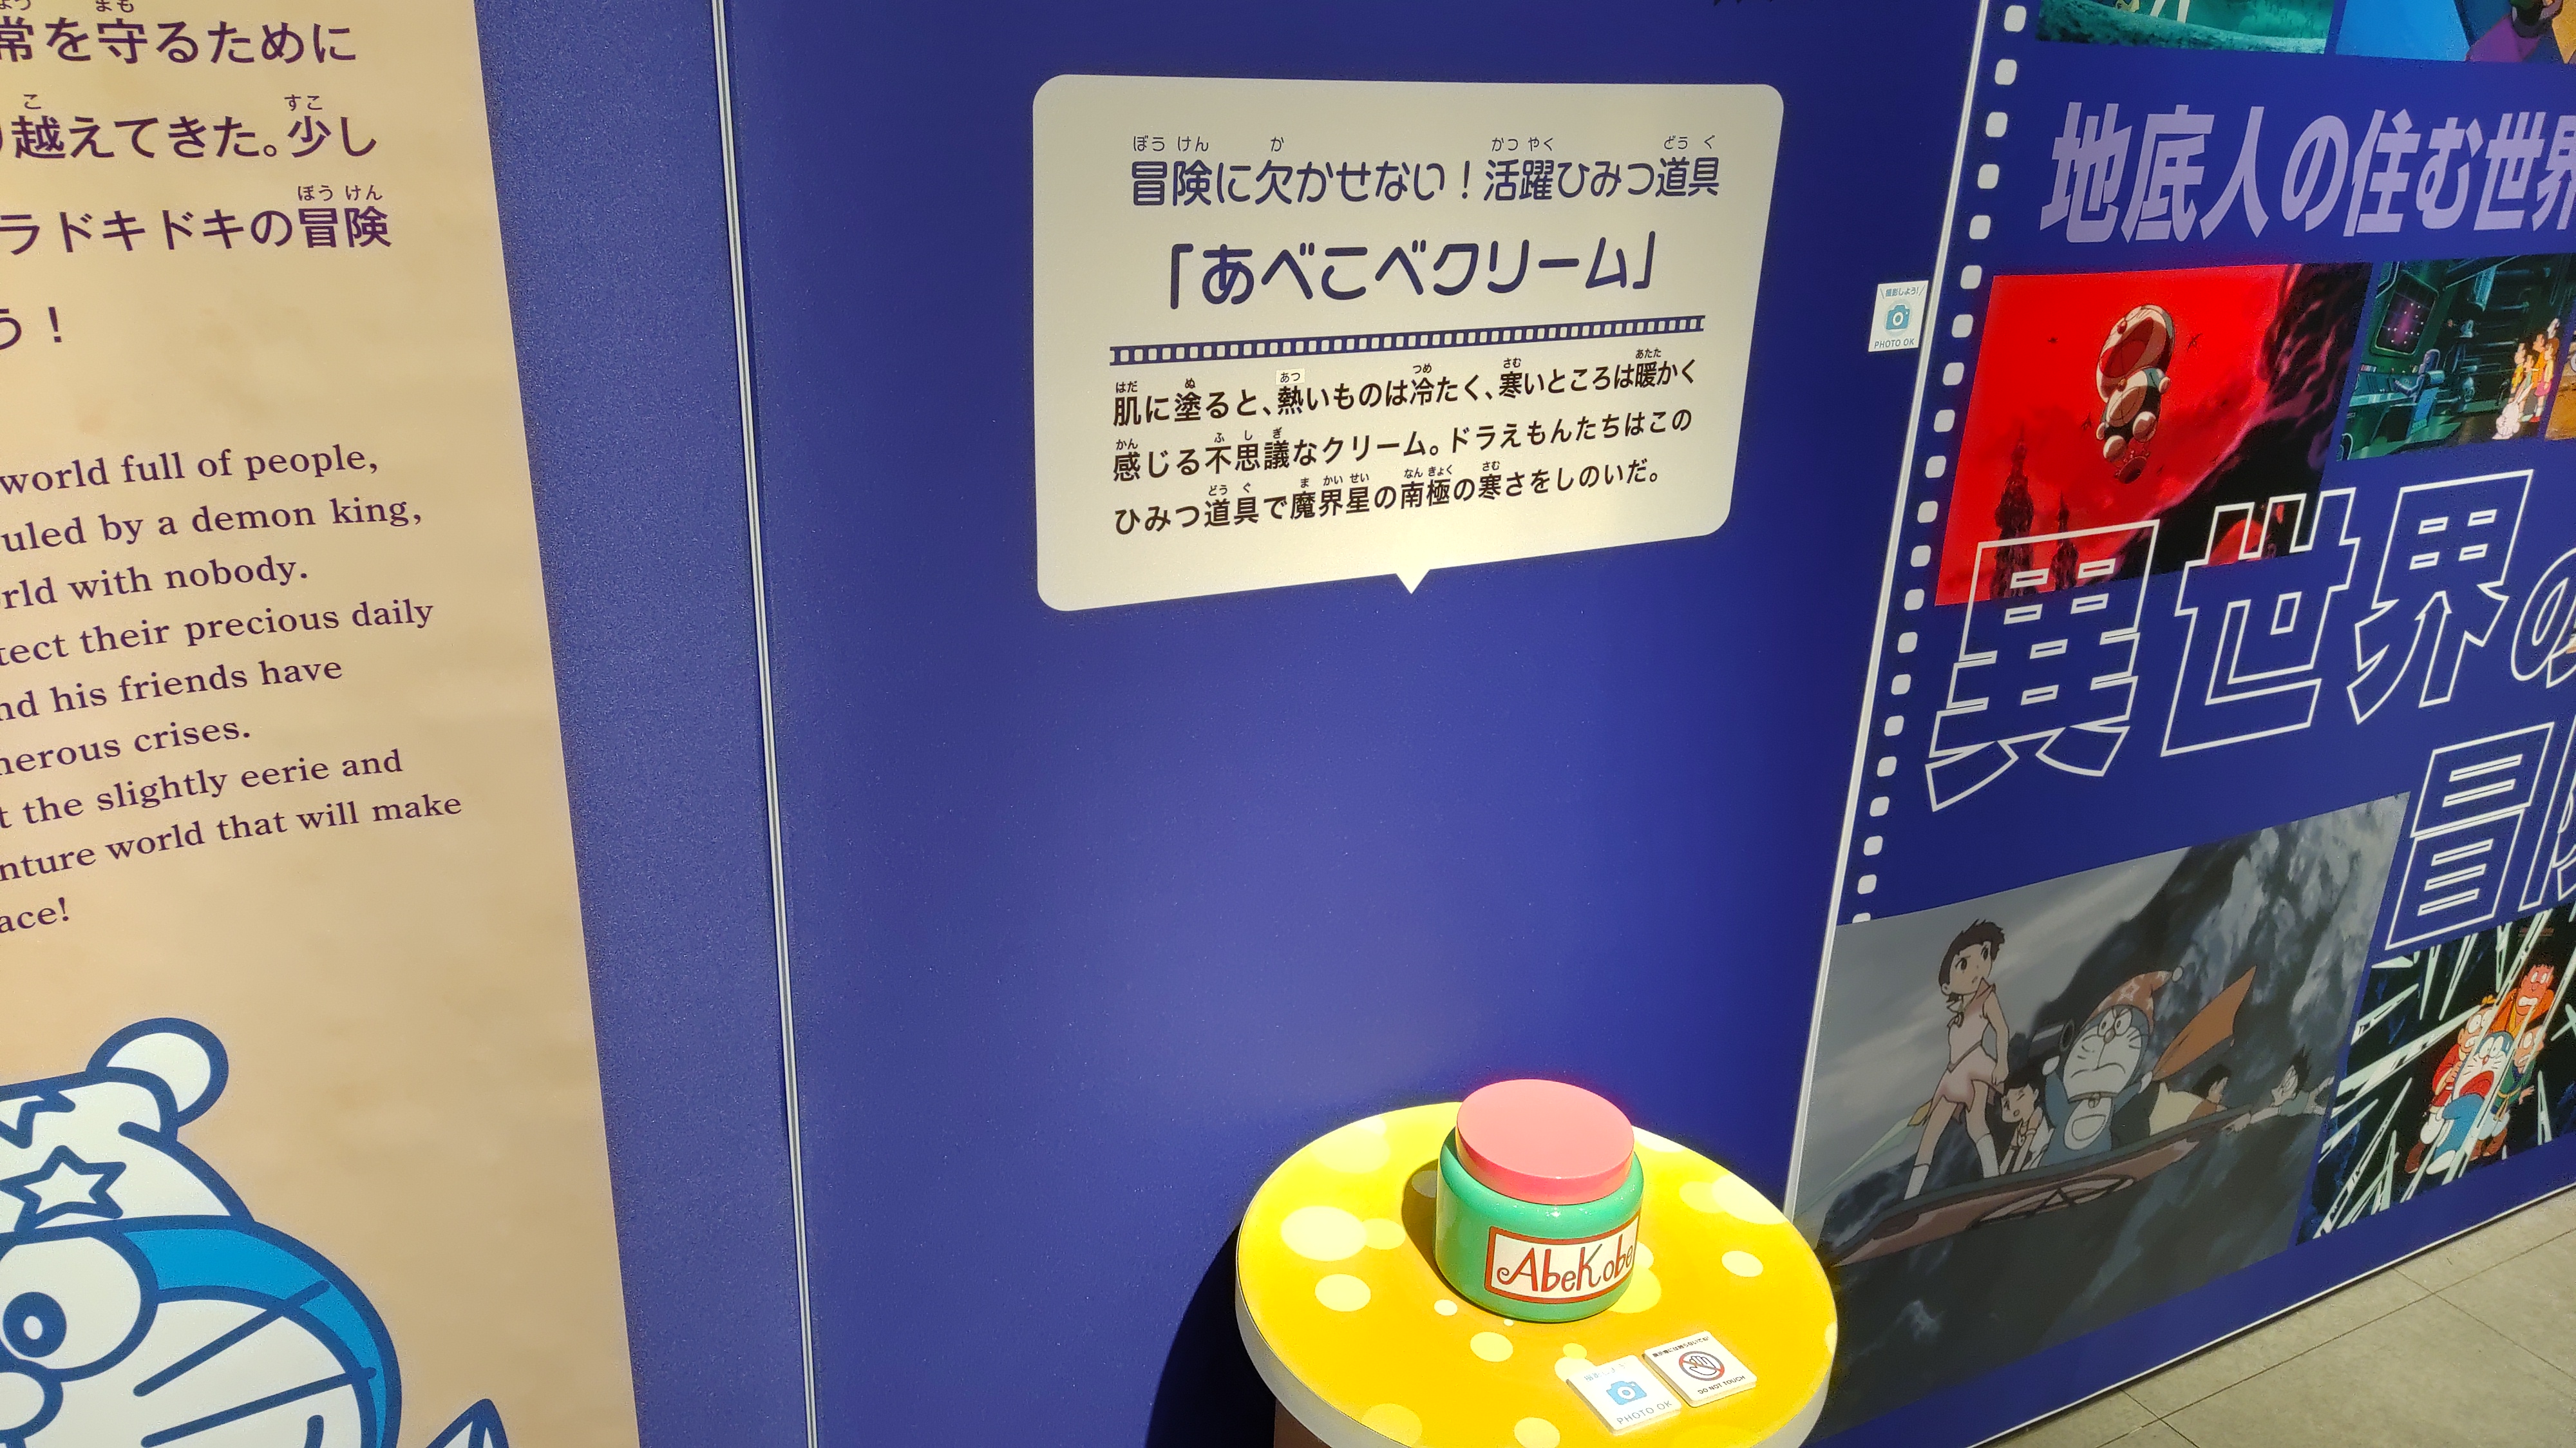 常を守るために
越えてきた。少し
ラドキドキの冒険
う！
world full of people,
uled by a demon king,
rld with nobody.
tect their precious daily
nd his friends have
nerous crises.
t the slightly eerie and
nture world that will make
ace!
冒険に欠かせない！活躍ひみつ道具
「あべこべクリーム」
肌に塗ると、熱いものは冷たく、寒いところは暖かく
感じる不思議なクリーム。ドラえもんたちはこの
ひみつ道具で魔界星の南極の寒さをしのいだ。
AbeKobe
PHOTO OK
DO NOT TOUCH
撮影しよう！
PHOTO OK
地底人の住む世界
異世界の
冒険